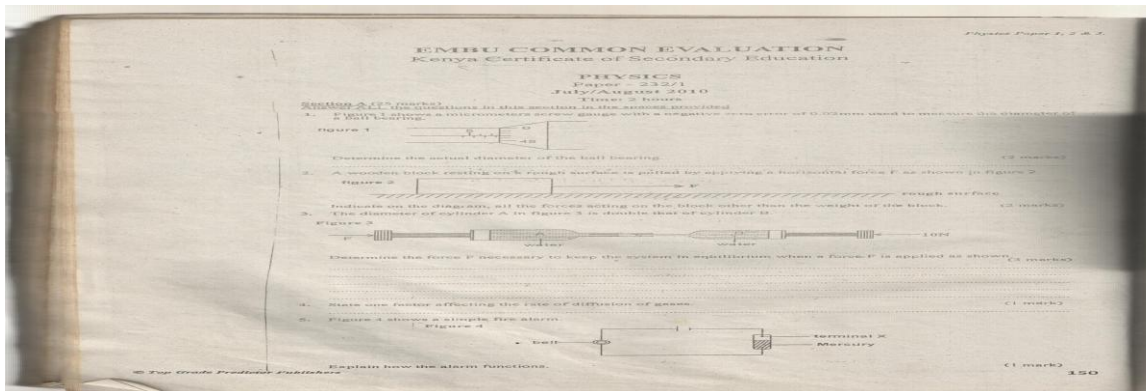 Physics Paper 1, 2 & 3.
EMBU COMMON EVALUATION
Kenya Certificate of Secondary Education
PHYSICS
Paper - 232/1
July/August 2010
Time: 2 hours
Section A (25 marks)
Answer ALL the questions in this section in the spaces provided
1. Figure 1 shows a micrometer screw gauge with a negative zero error of 0.02mm used to measure the diameter of
a ball bearing.
figure 1
0
45
Determine the actual diameter of the ball bearing (2 marks)
2. A wooden block resting on a rough surface is pulled by applying a horizontal force F as shown in figure 2
figure 2
F
rough surface
Indicate on the diagram, all the forces acting on the block other than the weight of the block. (2 marks)
3. The diameter of cylinder A in figure 3 is double that of cylinder B
Figure 3
F
10N
water
water
Determine the force F necessary to keep the system in equilibrium when a force F is applied as shown
4. State one factor affecting the rate of diffusion of gases. (1 mark)
5. Figure 4 shows a simple fire alarm
Figure 4
bell
terminal X
Mercury
Explain how the alarm functions. (1 mark)
© Top Grade Predictor Publishers
150